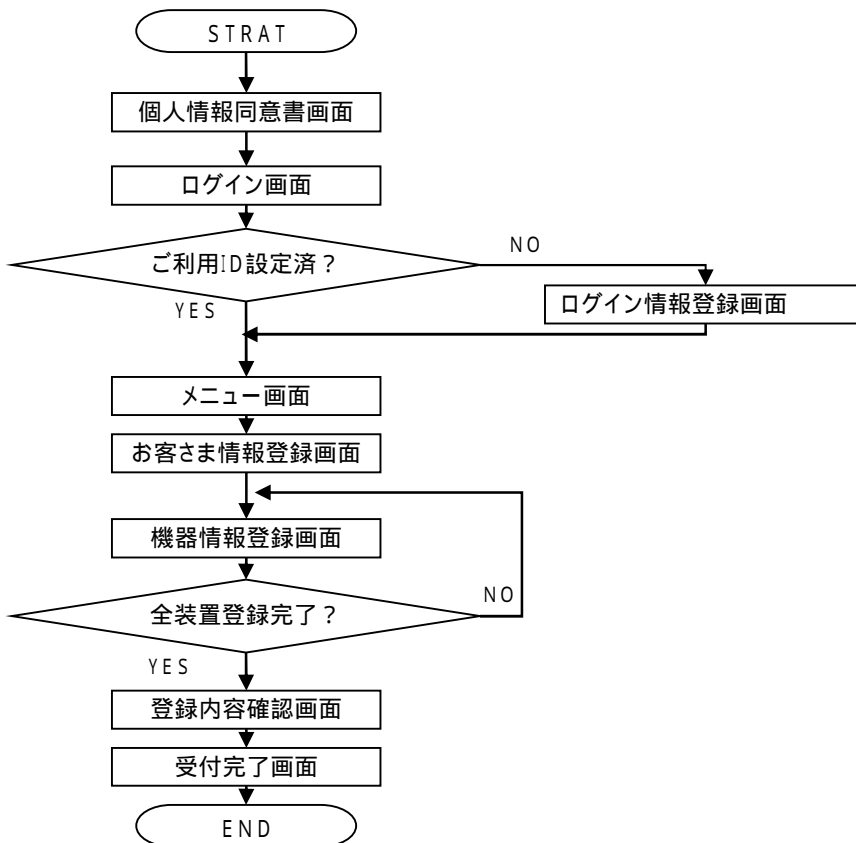 STRAT
個人情報同意書画面
ログイン画面
ご利用ID設定済？
NO
YES
ログイン情報登録画面
メニュー画面
お客さま情報登録画面
機器情報登録画面
全装置登録完了？
NO
YES
登録内容確認画面
受付完了画面
END